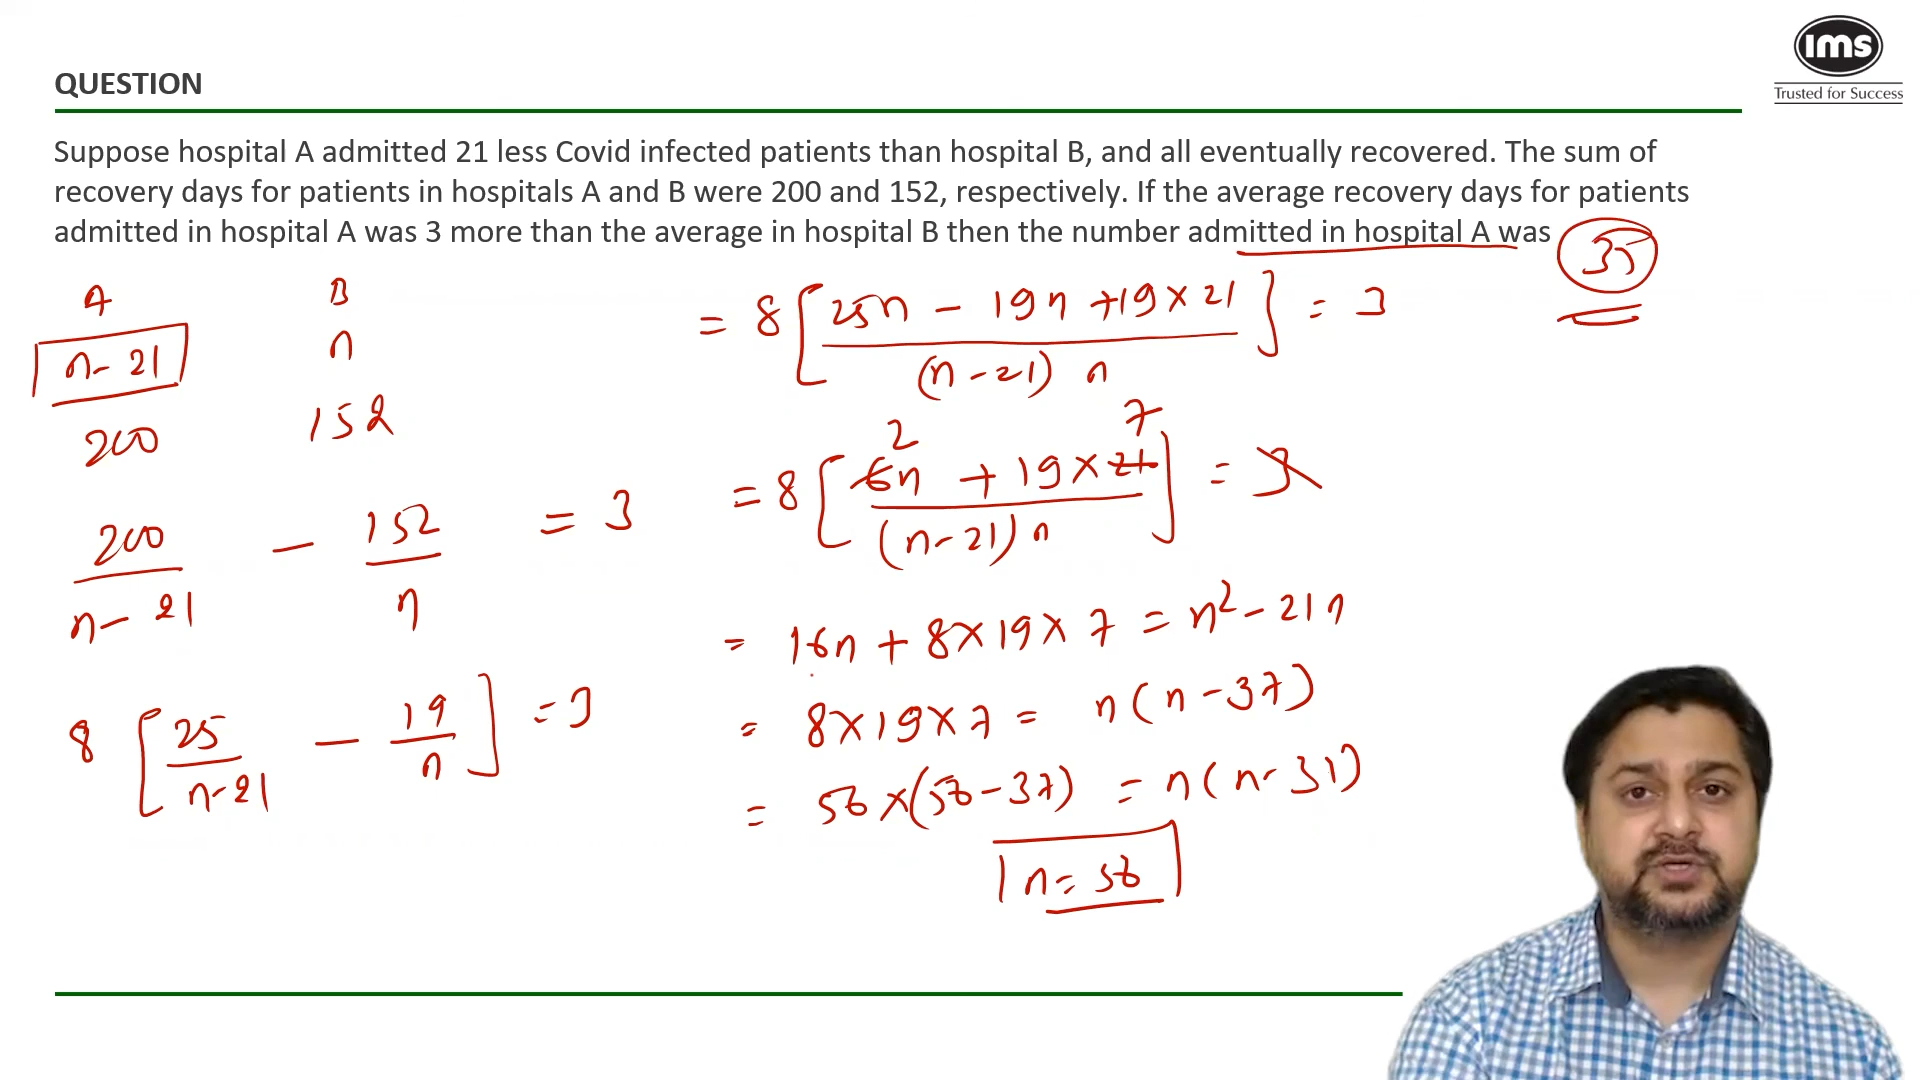 ims
Trusted for Success
QUESTION
Suppose hospital A admitted 21 less Covid infected patients than hospital B, and all eventually recovered. The sum of
recovery days for patients in hospitals A and B were 200 and 152, respectively. If the average recovery days for patients
admitted in hospital A was 3 more than the average in hospital B then the number admitted in hospital A was
35
A B
n-21 n
200 152
200/n-21 - 152/n = 3
8 [25/n-21 - 19/n] = 3
= 8 [25n - 19n + 19 × 21/(n-21) n] = 3
2 7
= 8 [6n + 19 × 21/(n-21) n] = 3
= 16n + 8×19×7 = n² - 21n
= 8×19×7 = n(n-37)
= 56×(56-37) = n(n-37)
n = 56